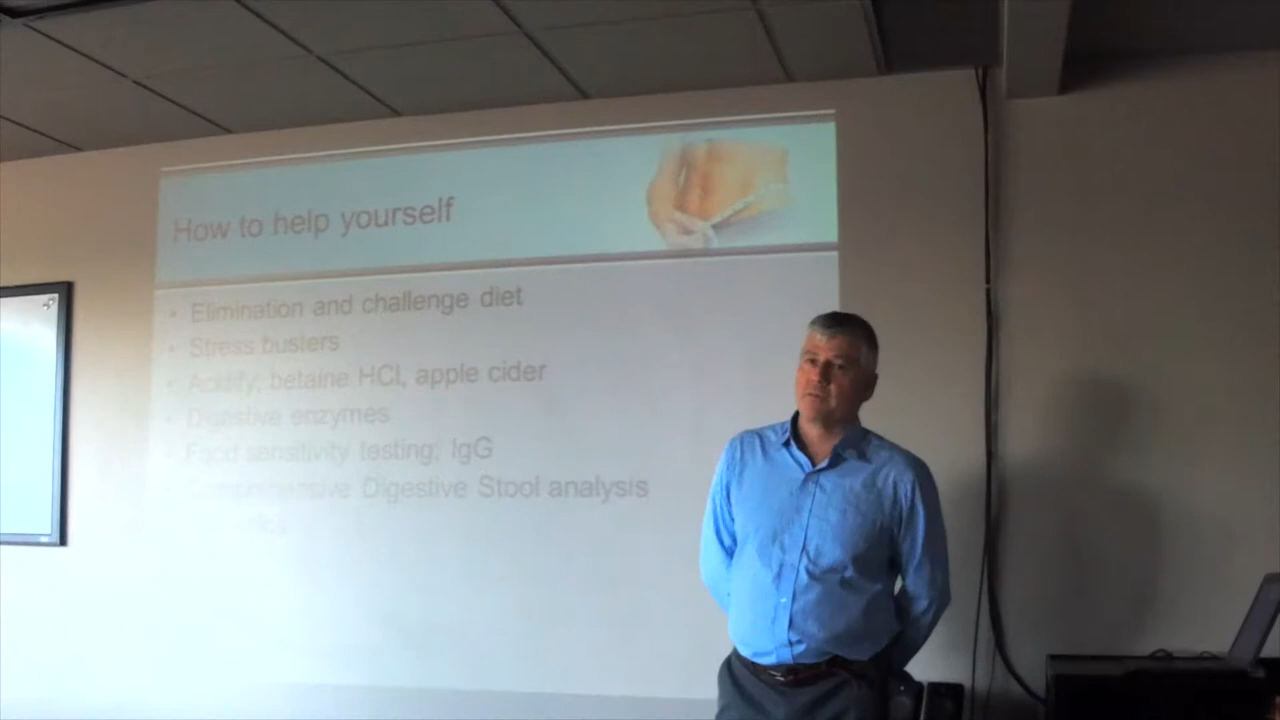 How to help yourself
• Elimination and challenge diet
• Stress busters
• Acidify; betaine HCl, apple cider
• Digestive enzymes
• Food sensitivity testing; IgG
Comprehensive Digestive Stool analysis